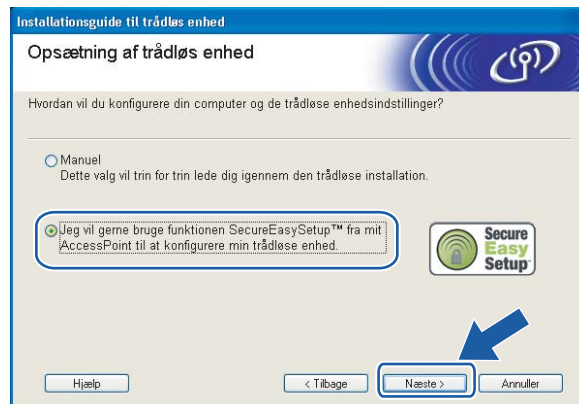 Installationsguide til trådløs enhed
Opsætning af trådløs enhed
Hvordan vil du konfigurere din computer og de trådløse enhedsindstillinger?
Manuel
Dette valg vil trin for trin lede dig igennem den trådløse installation.
Jeg vil gerne bruge funktionen SecureEasySetup™ fra mit
AccessPoint til at konfigurere min trådløse enhed.
Secure
Easy
Setup
Hjælp
< Tilbage
Næste >
Annuller